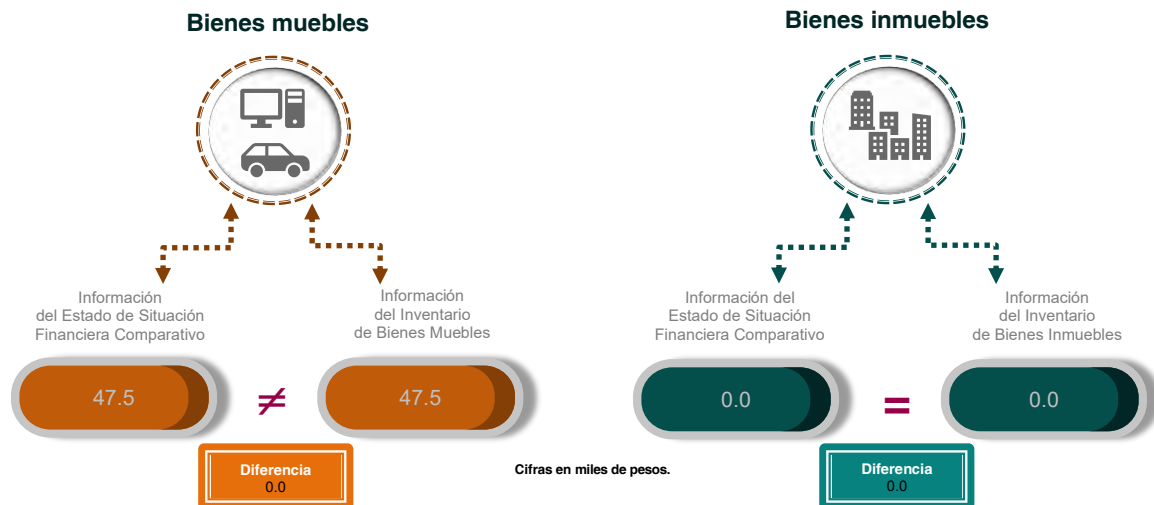 Bienes muebles
Información
del Estado de Situación
Financiera Comparativo
Información
del Inventario
de Bienes Muebles
47.5
≠
47.5
Diferencia
0.0
Cifras en miles de pesos.
Bienes inmuebles
Información del
Estado de Situación
Financiera Comparativo
Información
del Inventario
de Bienes Inmuebles
0.0
=
0.0
Diferencia
0.0